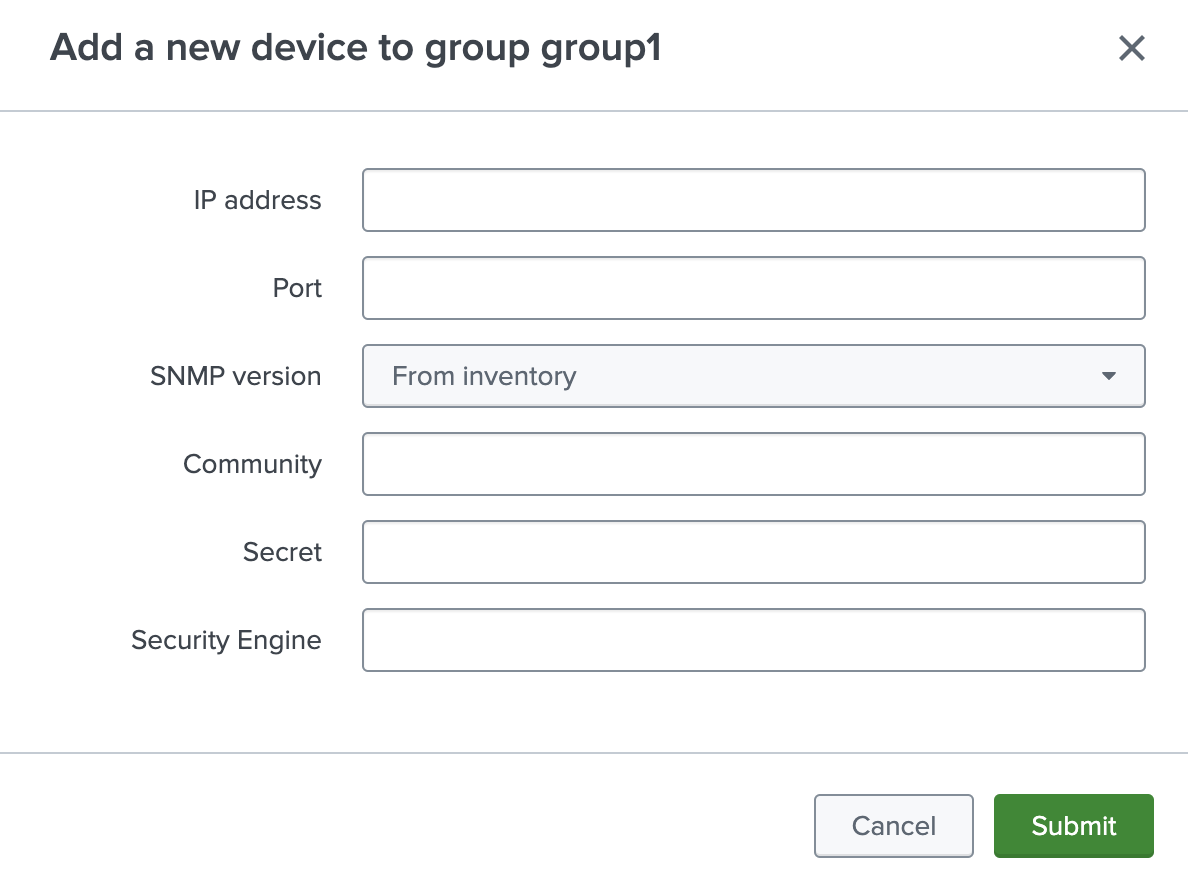 Add a new device to group group1
IP address
Port
SNMP version
From inventory
Community
Secret
Security Engine
Cancel
Submit